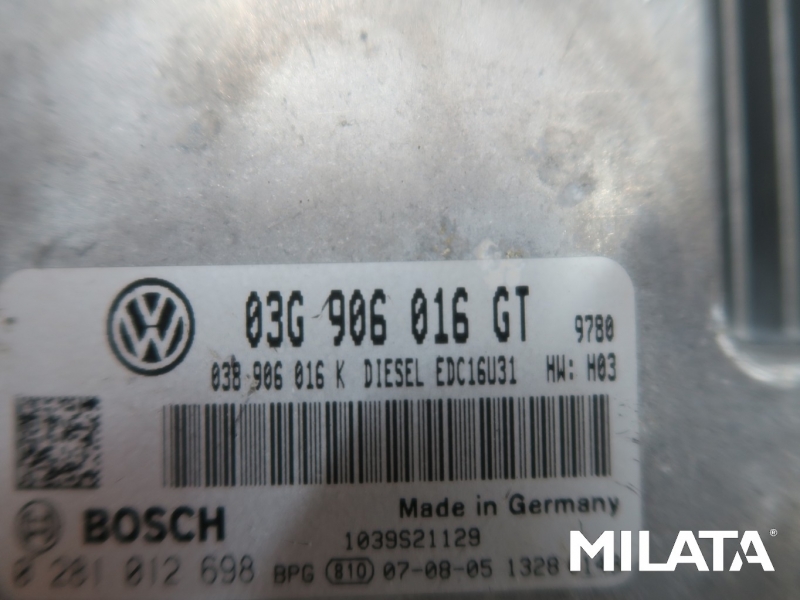 03G 906 016 GT 9780
038 906 016 K DIESEL EDC16U31 HW: H03
Made in Germany
BOSCH
1039S21129
0 281 012 698 BPG 810 07-08-05 1328
MILATA®